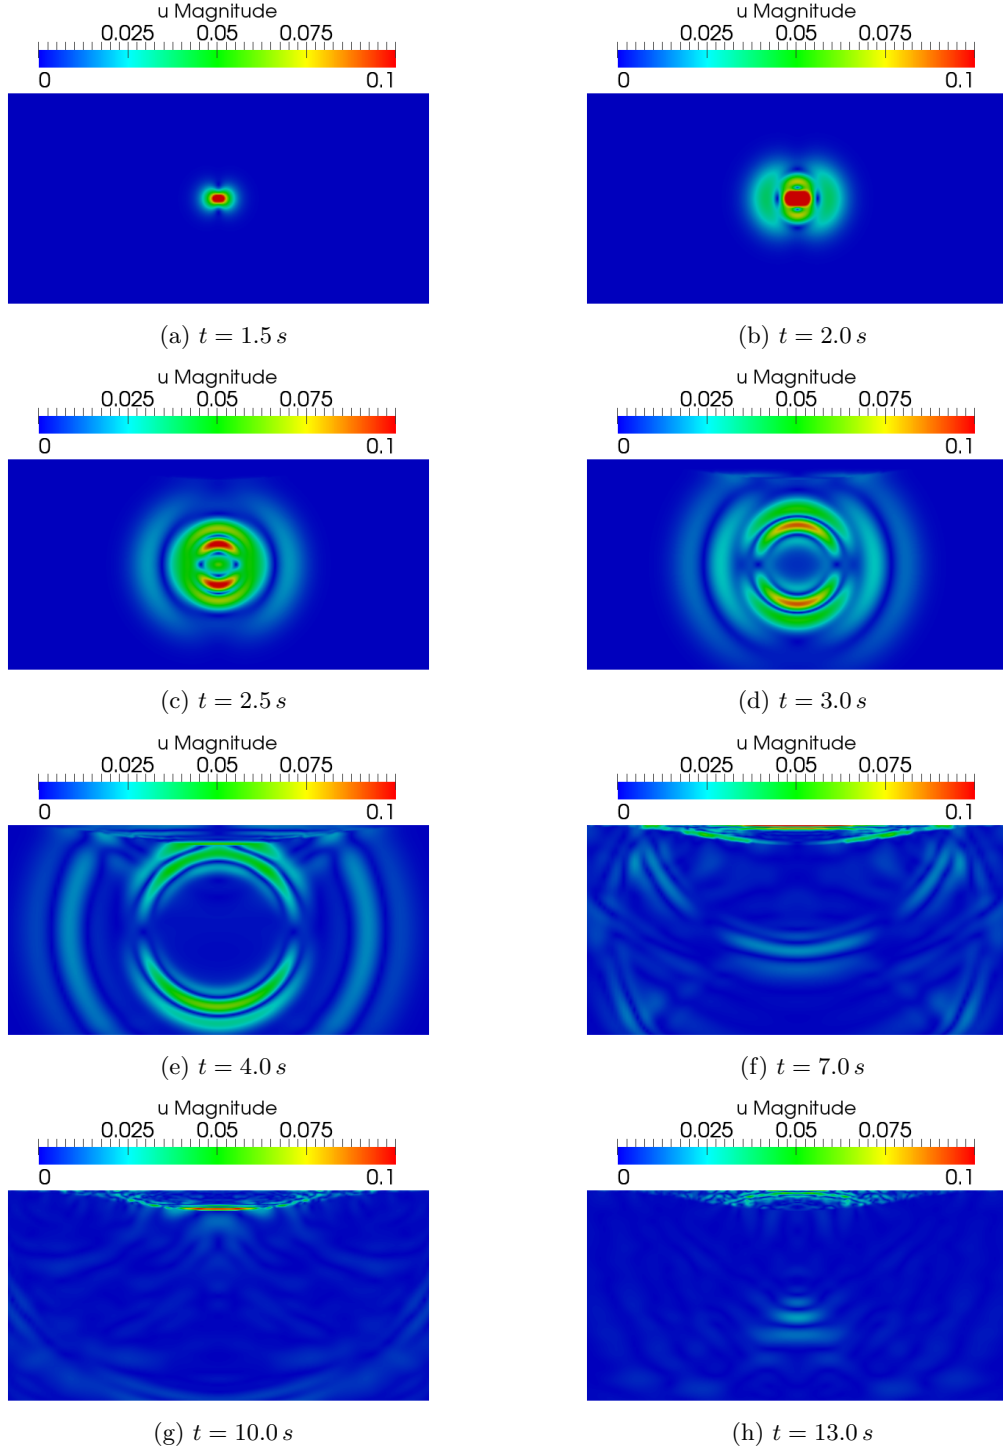 u Magnitude
0.025 0.05 0.075
0 0.1
u Magnitude
0.025 0.05 0.075
0 0.1
(a) t = 1.5 s
(b) t = 2.0 s
u Magnitude
0.025 0.05 0.075
0 0.1
u Magnitude
0.025 0.05 0.075
0 0.1
(c) t = 2.5 s
(d) t = 3.0 s
u Magnitude
0.025 0.05 0.075
0 0.1
u Magnitude
0.025 0.05 0.075
0 0.1
(e) t = 4.0 s
(f) t = 7.0 s
u Magnitude
0.025 0.05 0.075
0 0.1
u Magnitude
0.025 0.05 0.075
0 0.1
(g) t = 10.0 s
(h) t = 13.0 s